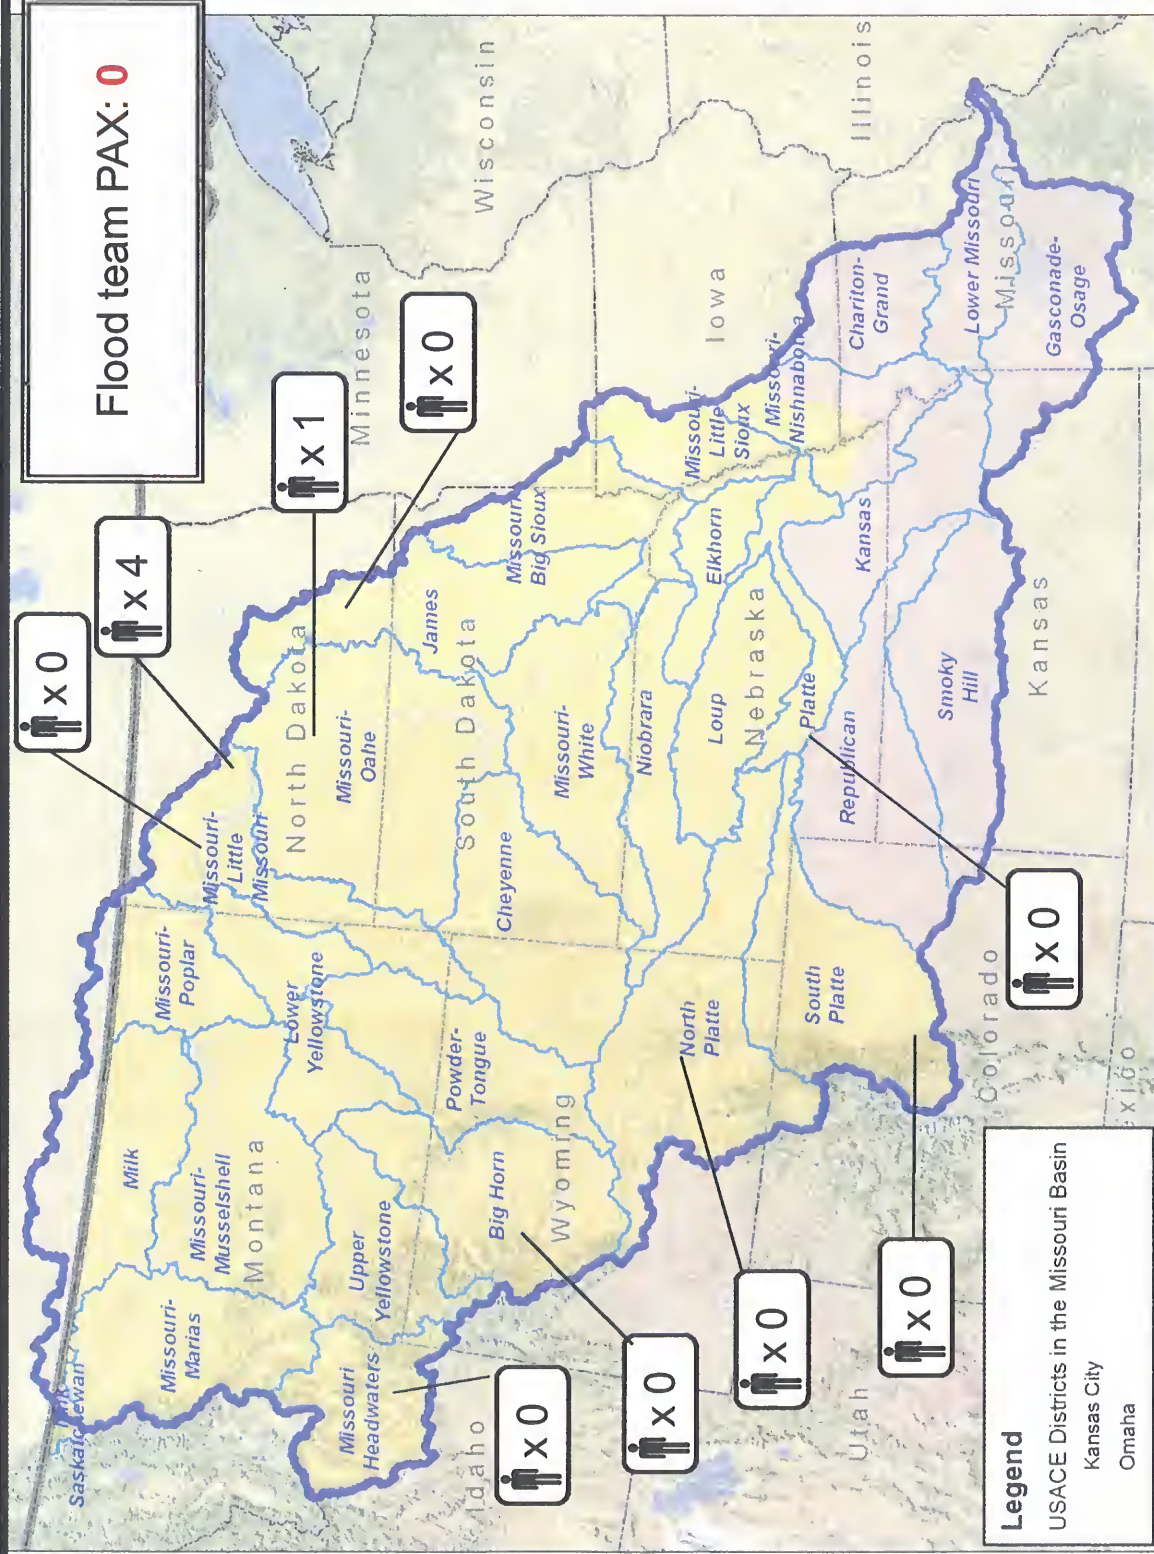 Flood team PAX: 0
x 0
x 4
x 1
x 0
x 0
x 0
x 0
x 0
x 0
Saskatchewan
Missouri-
Marias
Milk
Missouri-
Poplar
Missouri-
Little
Missouri
Missouri-
Musselshell
Montana
Lower
Yellowstone
North Dakota
Missouri-
Oahe
Minnesota
Wisconsin
Missouri
Headwaters
Upper
Yellowstone
Powder-
Tongue
James
South Dakota
Cheyenne
Missouri
Big Sioux
Idaho
Big Horn
Wyoming
Missouri-
White
Niobrara
Missouri-
Little
Sioux
Iowa
Missouri-
Nishnabotna
North
Platte
Loup
Elkhorn
Nebraska
Platte
South
Platte
Republican
Kansas
Chariton-
Grand
Illinois
Utah
Colorado
Smoky
Hill
Kansas
Lower Missouri
Missouri
Gasconade-
Osage
exico
Legend
USACE Districts in the Missouri Basin
Kansas City
Omaha